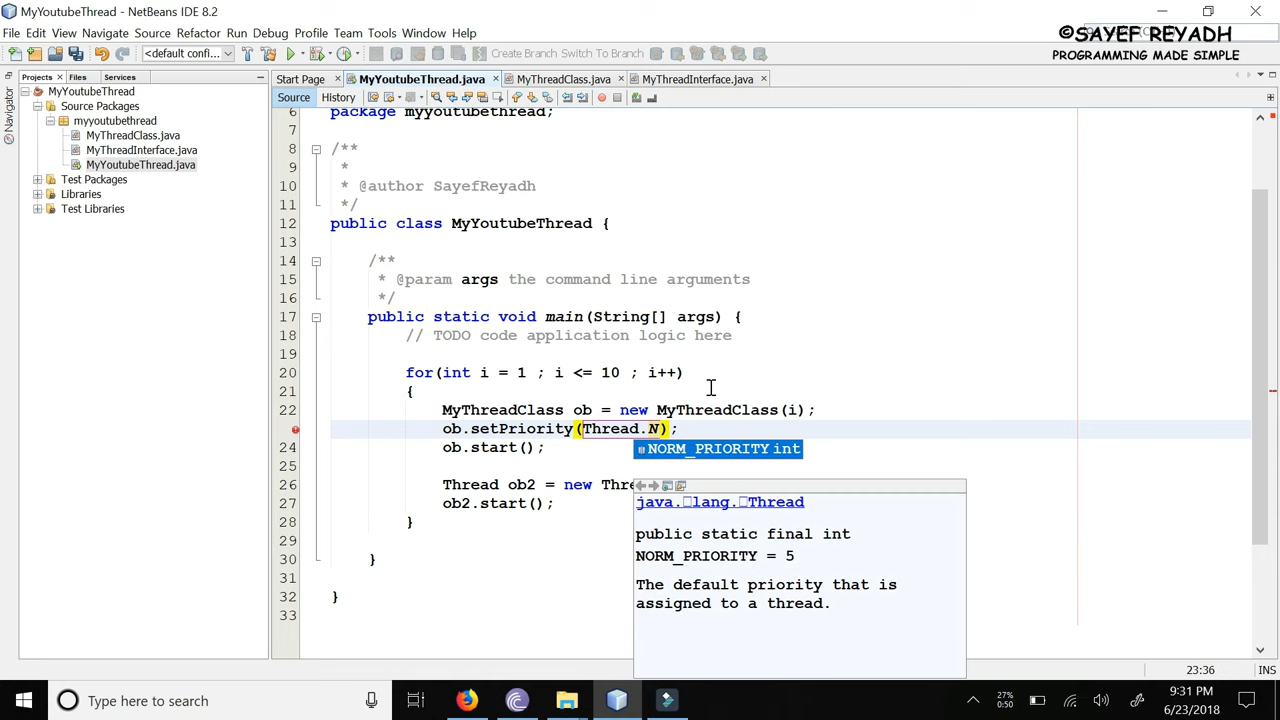 MyYoutubeThread - NetBeans IDE 8.2
File Edit View Navigate Source Refactor Run Debug Profile Team Tools Window Help
©SAYEF REYADH
PROGRAMMING MADE SIMPLE
<default confi... Create Branch Switch To Branch
Projects Files Services
Start Page MyYoutubeThread.java MyThreadClass.java MyThreadInterface.java
Navigator
MyYoutubeThread
Source Packages
myyoutubethread
MyThreadClass.java
MyThreadInterface.java
MyYoutubeThread.java
Test Packages
Libraries
Test Libraries
Source History
6 package myyoutubethread;
7
8 /**
9 *
10 * @author SayefReyadh
11 */
12 public class MyYoutubeThread {
13
14 /**
15 * @param args the command line arguments
16 */
17 public static void main(String[] args) {
18 // TODO code application logic here
19
20 for(int i = 1 ; i <= 10 ; i++)
21 {
22 MyThreadClass ob = new MyThreadClass(i);
ob.setPriority(Thread.N);
24 ob.start();
25
26 Thread ob2 = new Thre
27 ob2.start();
28 }
29
30 }
31
32 }
33
NORM_PRIORITY int
java.lang.Thread
public static final int
NORM_PRIORITY = 5
The default priority that is
assigned to a thread.
23:36 INS
Type here to search
27%
0:50
9:31 PM
6/23/2018